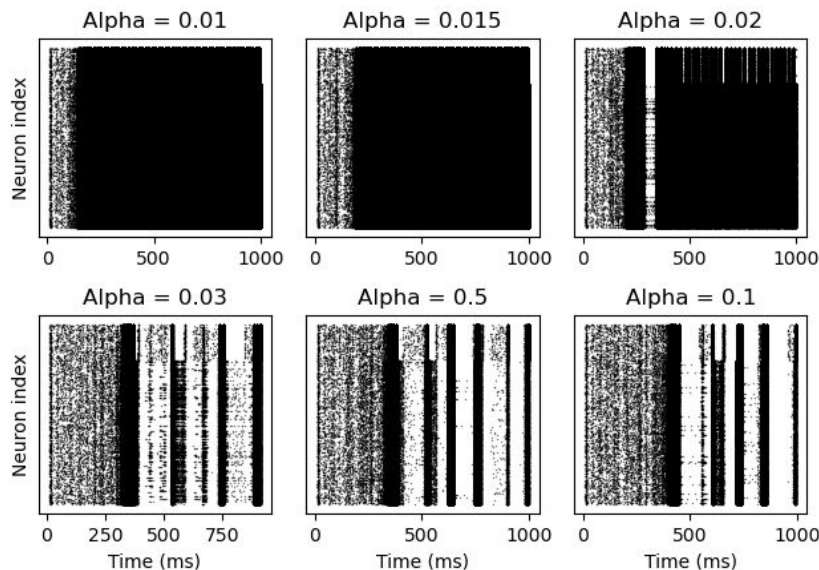 Alpha = 0.01 Alpha = 0.015 Alpha = 0.02
Neuron index
0 500 1000 0 500 1000 0 500 1000
Alpha = 0.03 Alpha = 0.5 Alpha = 0.1
Neuron index
0 250 500 750 0 500 1000 0 500 1000
Time (ms) Time (ms) Time (ms)